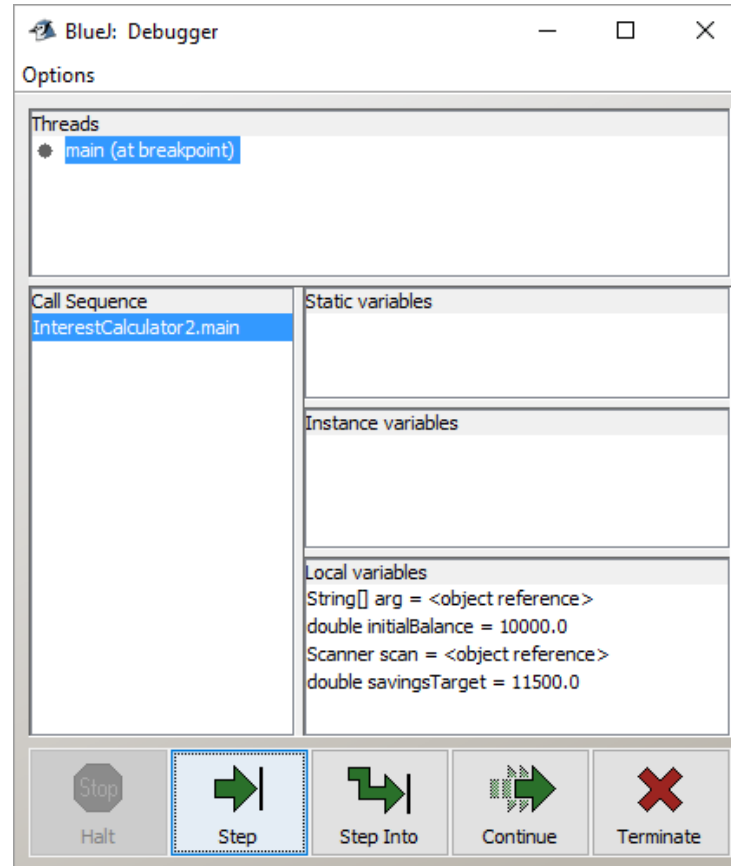 BlueJ: Debugger
Options
Threads
main (at breakpoint)
Call Sequence
InterestCalculator2.main
Static variables
Instance variables
Local variables
String[] arg = <object reference>
double initialBalance = 10000.0
Scanner scan = <object reference>
double savingsTarget = 11500.0
Stop
Halt
Step
Step Into
Continue
Terminate